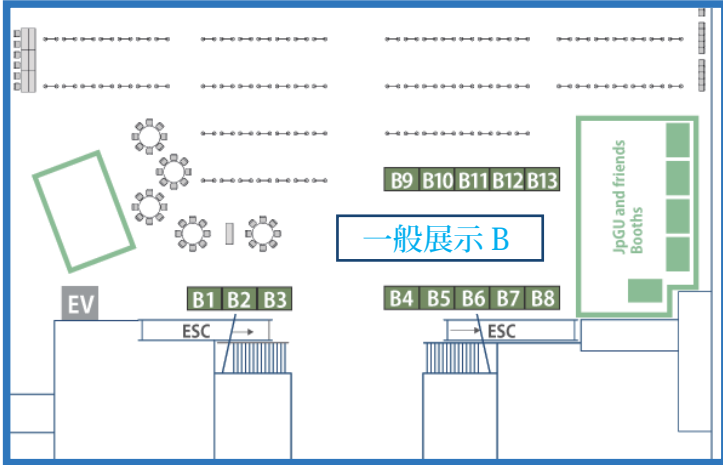 B9 B10 B11 B12 B13
JpGU and friends
Booths
一般展示 B
EV
B1 B2 B3
B4 B5 B6 B7 B8
ESC
ESC